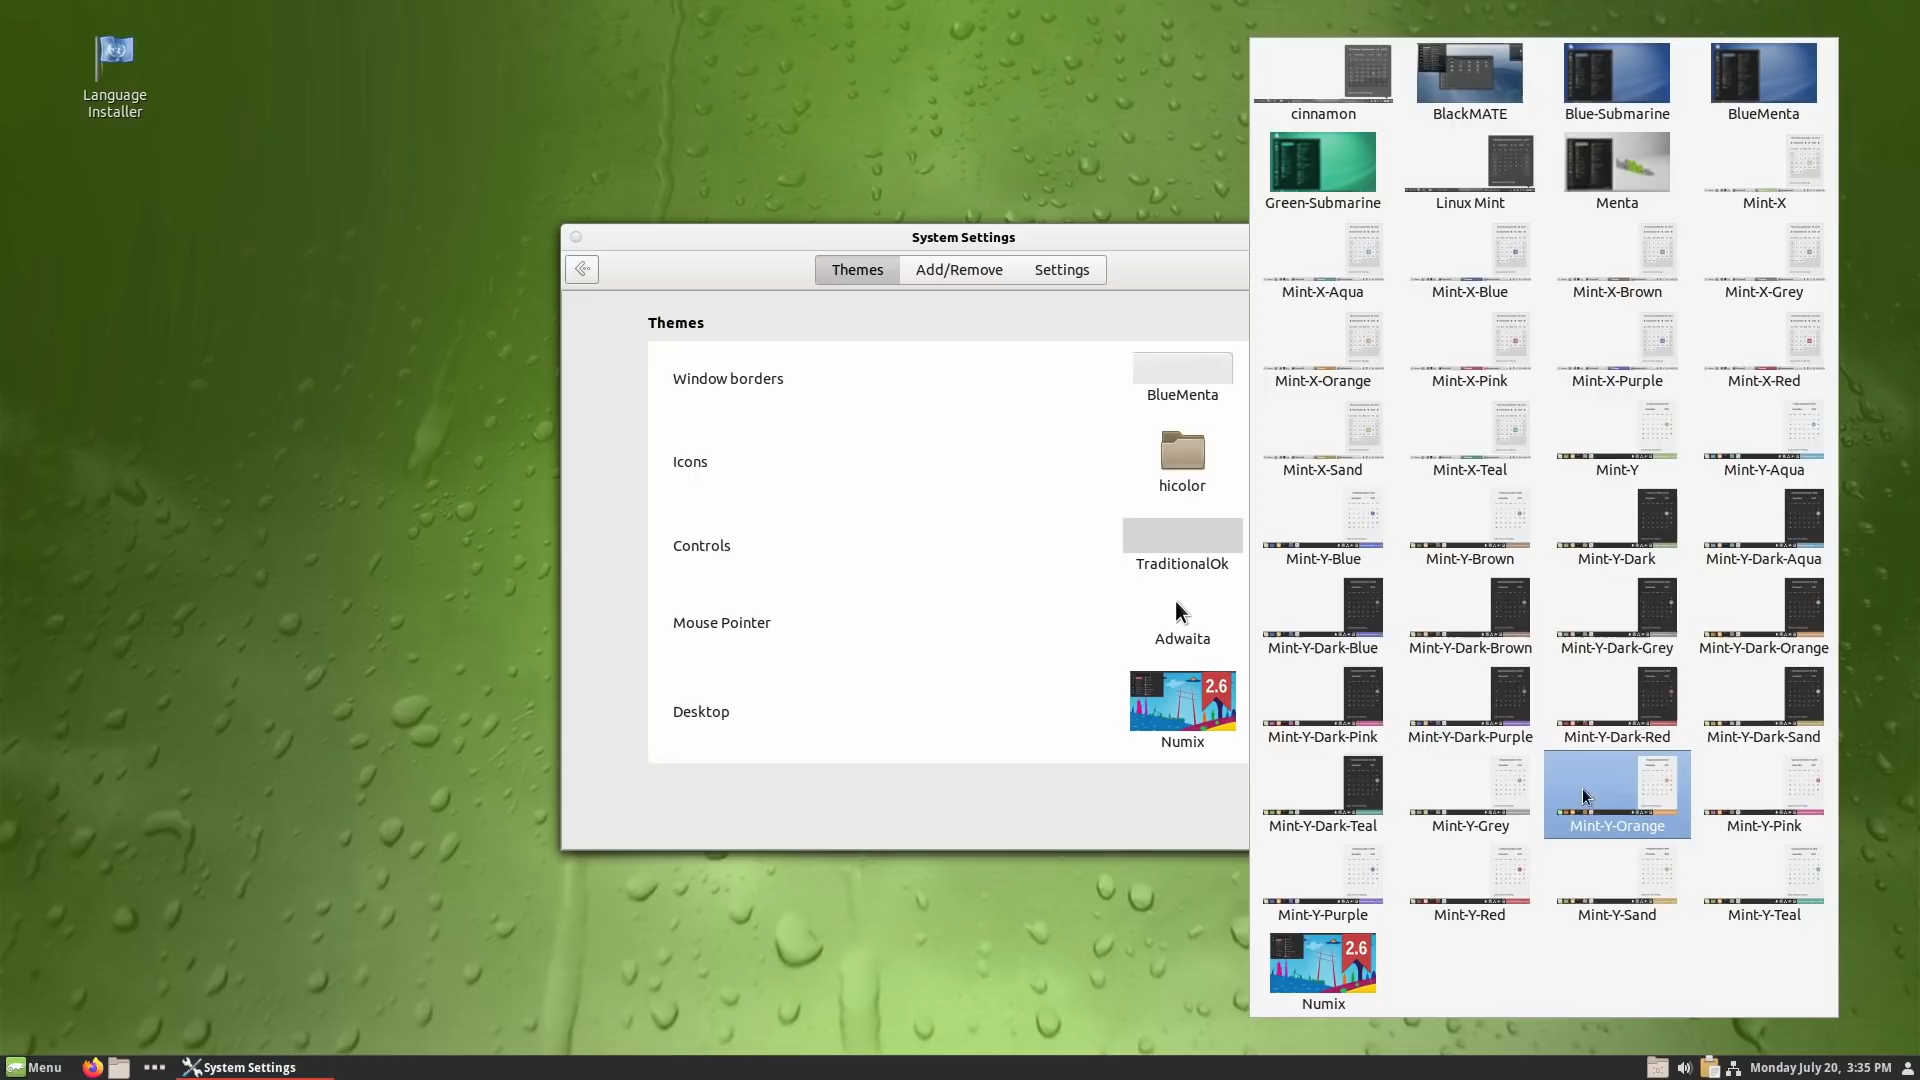 Language
Installer
System Settings
Themes Add/Remove Settings
Themes
Window borders
BlueMenta
Icons
hicolor
Controls
TraditionalOk
Mouse Pointer
Adwaita
Desktop
2.6
Numix
cinnamon BlackMATE Blue-Submarine BlueMenta
Green-Submarine Linux Mint Menta Mint-X
Mint-X-Aqua Mint-X-Blue Mint-X-Brown Mint-X-Grey
Mint-X-Orange Mint-X-Pink Mint-X-Purple Mint-X-Red
Mint-X-Sand Mint-X-Teal Mint-Y Mint-Y-Aqua
Mint-Y-Blue Mint-Y-Brown Mint-Y-Dark Mint-Y-Dark-Aqua
Mint-Y-Dark-Blue Mint-Y-Dark-Brown Mint-Y-Dark-Grey Mint-Y-Dark-Orange
Mint-Y-Dark-Pink Mint-Y-Dark-Purple Mint-Y-Dark-Red Mint-Y-Dark-Sand
Mint-Y-Dark-Teal Mint-Y-Grey Mint-Y-Orange Mint-Y-Pink
Mint-Y-Purple Mint-Y-Red Mint-Y-Sand Mint-Y-Teal
2.6
Numix
Menu System Settings Monday July 20, 3:35 PM